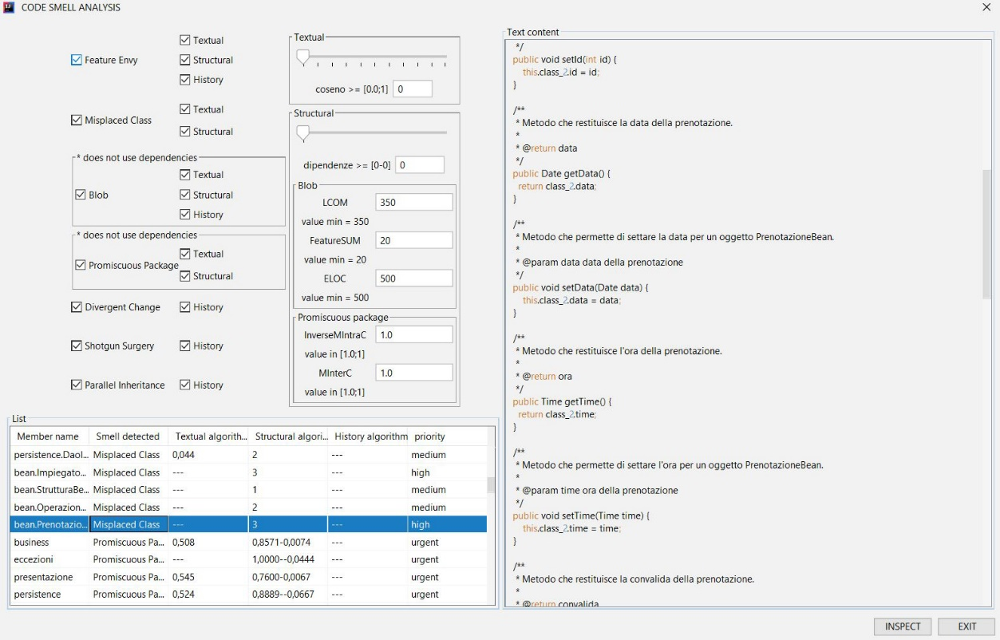 CODE SMELL ANALYSIS
Feature Envy
Textual
Structural
History
Misplaced Class
Textual
Structural
* does not use dependencies
Blob
Textual
Structural
History
* does not use dependencies
Promiscuous Package
Textual
Structural
Divergent Change
History
Shotgun Surgery
History
Parallel Inheritance
History
Textual
coseno >= [0.0;1] 0
Structural
dipendenze >= [0-0] 0
Blob
LCOM 350
value min = 350
FeatureSUM 20
value min = 20
ELOC 500
value min = 500
Promiscuous package
InverseMIntraC 1.0
value in [1.0;1]
MInterC 1.0
value in [1.0;1]
List
Member name Smell detected Textual algorith... Structural algori... History algorithm priority
persistence.DaoI... Misplaced Class 0,044 2 --- medium
bean.Impiegato... Misplaced Class --- 3 --- high
bean.StrutturaBe... Misplaced Class --- 1 --- medium
bean.Operazion... Misplaced Class --- 2 --- medium
bean.Prenotazio... Misplaced Class --- 3 --- high
business Promiscuous Pa... 0,508 0,8571-0,0074 --- urgent
eccezioni Promiscuous Pa... --- 1,0000--0,0444 --- urgent
presentazione Promiscuous Pa... 0,545 0,7600-0,0067 --- urgent
persistence Promiscuous Pa... 0,524 0,8889--0,0667 --- urgent
Text content
*/
public void setId(int id) {
this.class_2.id = id;
}
/**
* Metodo che restituisce la data della prenotazione.
*
* @return data
*/
public Date getData() {
return class_2.data;
}
/**
* Metodo che permette di settare la data per un oggetto PrenotazioneBean.
*
* @param data data della prenotazione
*/
public void setData(Date data) {
this.class_2.data = data;
}
/**
* Metodo che restituisce l'ora della prenotazione.
*
* @return ora
*/
public Time getTime() {
return class_2.time;
}
/**
* Metodo che permette di settare l'ora per un oggetto PrenotazioneBean.
*
* @param time ora della prenotazione
*/
public void setTime(Time time) {
this.class_2.time = time;
}
/**
* Metodo che restituisce la convalida della prenotazione.
*
* @return convalida
INSPECT EXIT